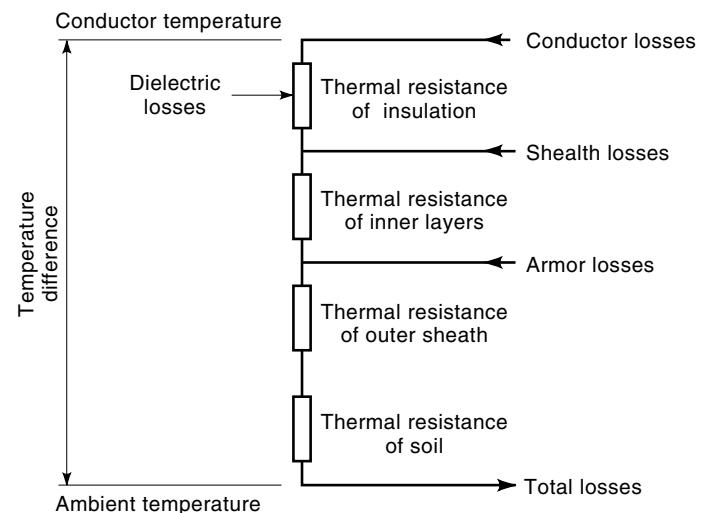 Conductor temperature
Conductor losses
Dielectric
losses
Thermal resistance
of insulation
Shealth losses
Thermal resistance
of inner layers
Temperature
difference
Armor losses
Thermal resistance
of outer sheath
Thermal resistance
of soil
Total losses
Ambient temperature